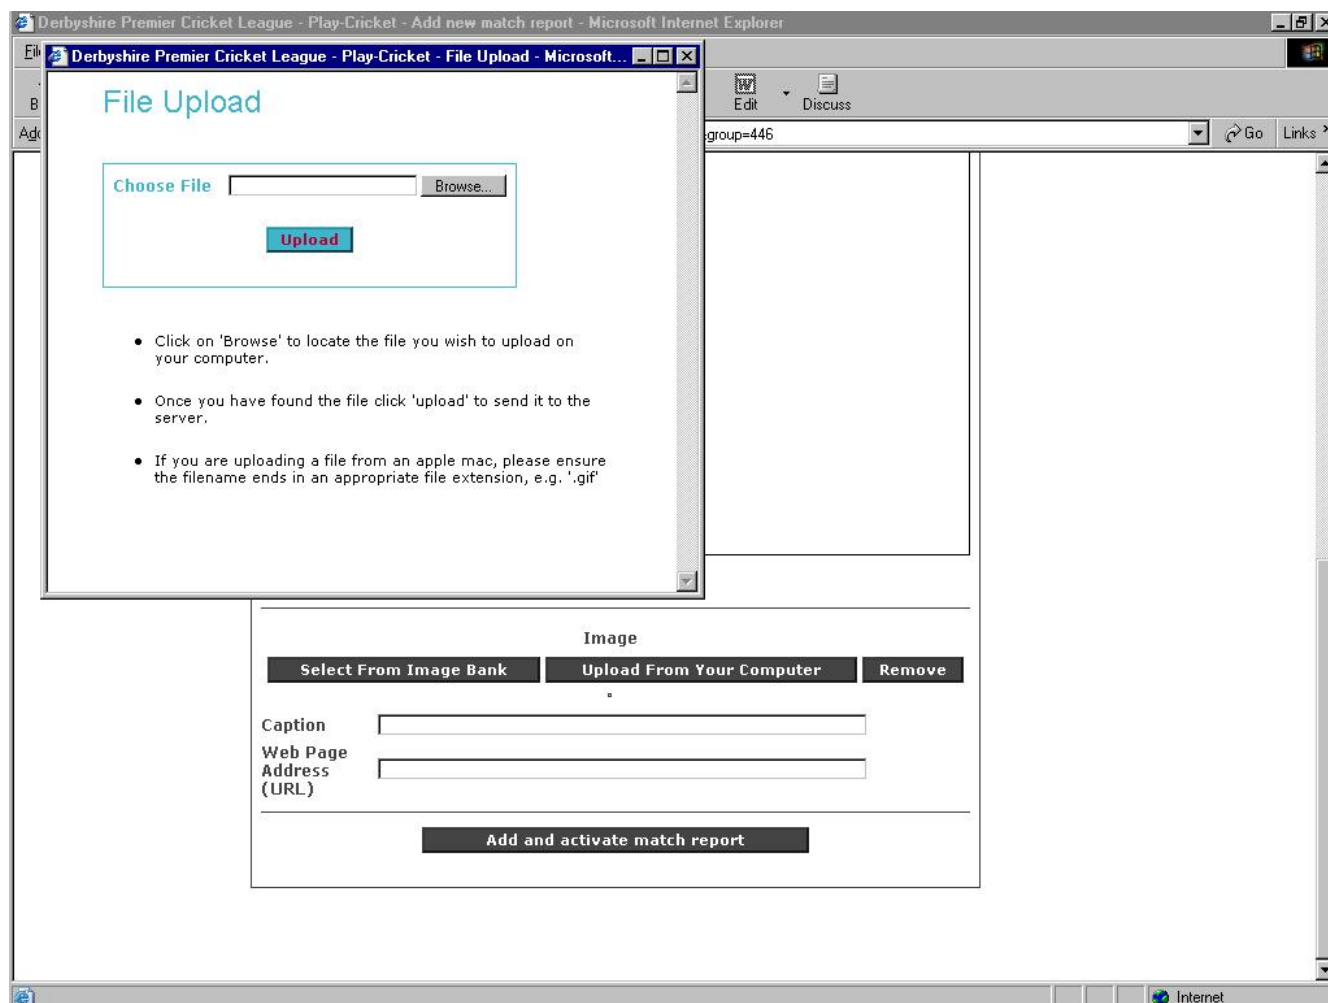 Derbyshire Premier Cricket League - Play-Cricket - Add new match report - Microsoft Internet Explorer
Derbyshire Premier Cricket League - Play-Cricket - File Upload - Microsoft...
Edit
Discuss
group=446
Go
Links
File Upload
Choose File
Browse...
Upload
• Click on 'Browse' to locate the file you wish to upload on
your computer.
• Once you have found the file click 'upload' to send it to the
server.
• If you are uploading a file from an apple mac, please ensure
the filename ends in an appropriate file extension, e.g. '.gif'
Image
Select From Image Bank
Upload From Your Computer
Remove
Caption
Web Page
Address
(URL)
Add and activate match report
Internet